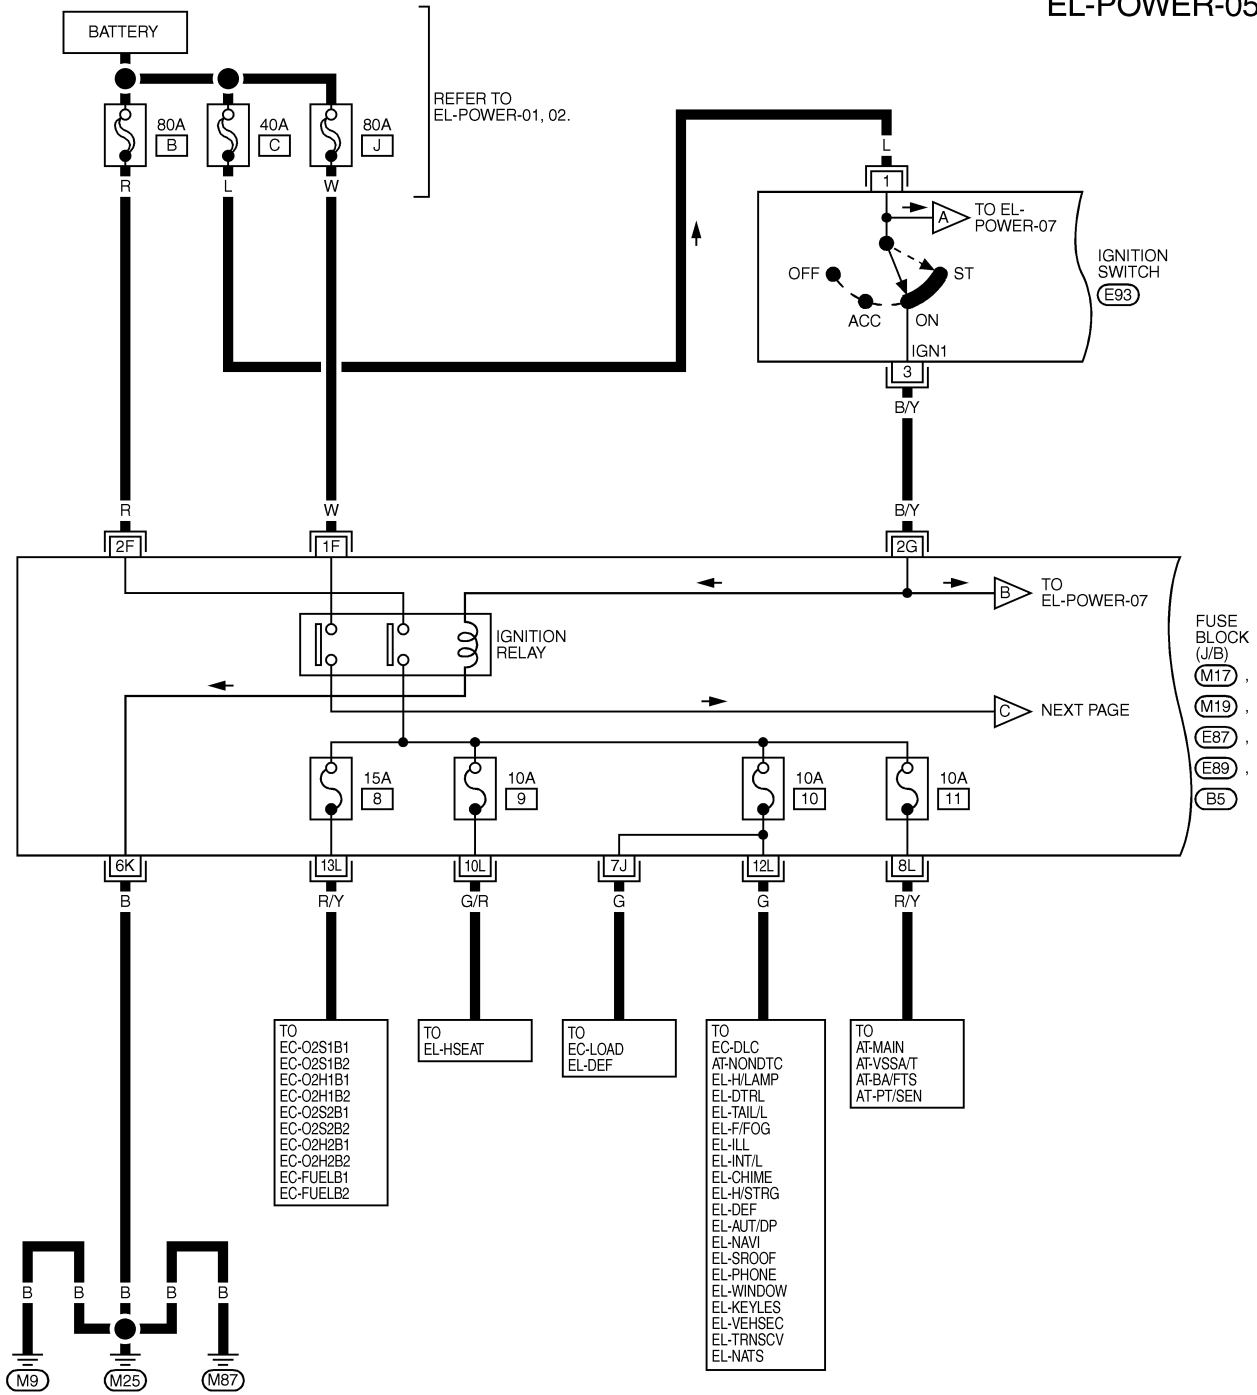 EL-POWER-05
BATTERY
REFER TO
EL-POWER-01, 02.
80A
B
40A
C
80A
J
R
L
W
L
1
A
TO EL-
POWER-07
IGNITION
SWITCH
E93
OFF
ST
ACC
ON
IGN1
3
B/Y
R
W
B/Y
2F
1F
2G
B
TO
EL-POWER-07
IGNITION
RELAY
FUSE
BLOCK
(J/B)
M17 ,
M19 ,
E87 ,
E89 ,
B5
C
NEXT PAGE
15A
8
10A
9
10A
10
10A
11
6K
13L
10L
7J
12L
8L
B
R/Y
G/R
G
G
R/Y
TO
EC-O2S1B1
EC-O2S1B2
EC-O2H1B1
EC-O2H1B2
EC-O2S2B1
EC-O2S2B2
EC-O2H2B1
EC-O2H2B2
EC-FUELB1
EC-FUELB2
TO
EL-HSEAT
TO
EC-LOAD
EL-DEF
TO
EC-DLC
AT-NONDTC
EL-H/LAMP
EL-DTRL
EL-TAIL/L
EL-F/FOG
EL-ILL
EL-INT/L
EL-CHIME
EL-H/STRG
EL-DEF
EL-AUT/DP
EL-NAVI
EL-SROOF
EL-PHONE
EL-WINDOW
EL-KEYLES
EL-VEHSEC
EL-TRNSCV
EL-NATS
TO
AT-MAIN
AT-VSSA/T
AT-BA/FTS
AT-PT/SEN
B
B
B
B
B
M9
M25
M87